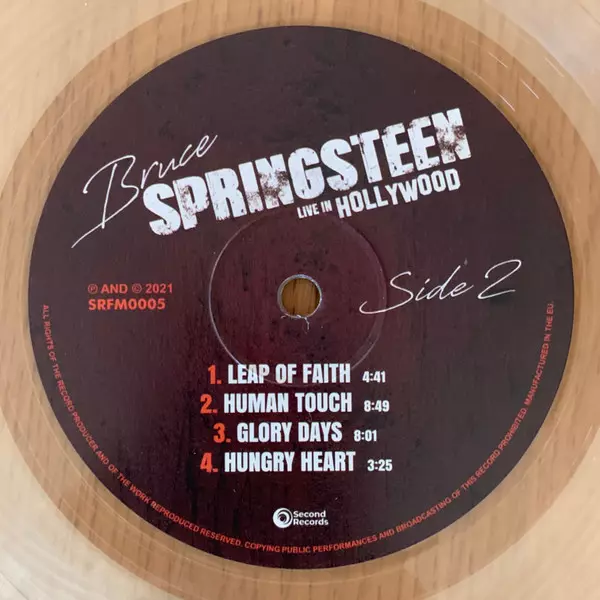 Bruce
SPRINGSTEEN
LIVE IN HOLLYWOOD
℗ AND © 2021
SRFM0005
Side 2
1. LEAP OF FAITH 4:41
2. HUMAN TOUCH 8:49
3. GLORY DAYS 8:01
4. HUNGRY HEART 3:25
Second
Records
ALL RIGHTS OF THE RECORD PRODUCER AND OF THE WORK REPRODUCED RESERVED. COPYING PUBLIC PERFORMANCES AND BROADCASTING OF THIS RECORD PROHIBITED. MANUFACTURED IN THE EU.